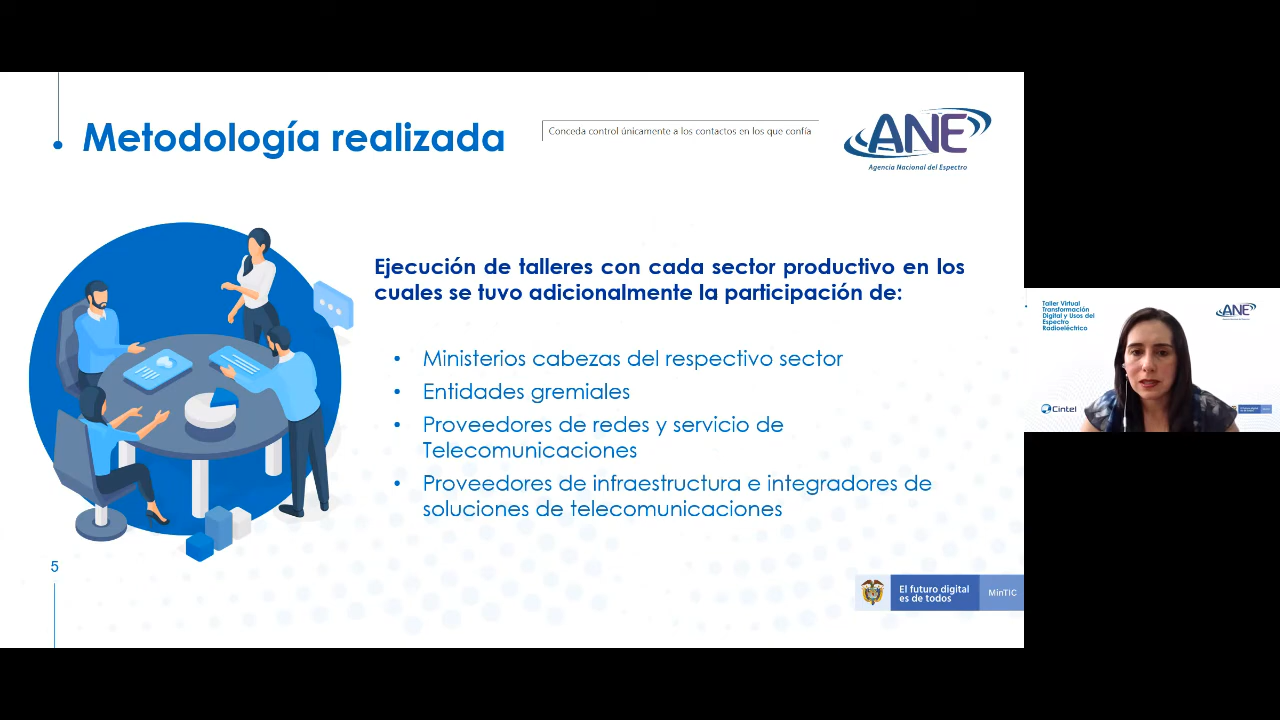 Metodología realizada
Conceda control únicamente a los contactos en los que confía
ANE
Agencia Nacional del Espectro
Ejecución de talleres con cada sector productivo en los
cuales se tuvo adicionalmente la participación de:
• Ministerios cabezas del respectivo sector
• Entidades gremiales
• Proveedores de redes y servicio de
Telecomunicaciones
• Proveedores de infraestructura e integradores de
soluciones de telecomunicaciones
5
El futuro digital
es de todos
MinTIC
Taller Virtual
Transformación
Digital y Usos del
Espectro
Radioeléctrico
ANE
Cintel